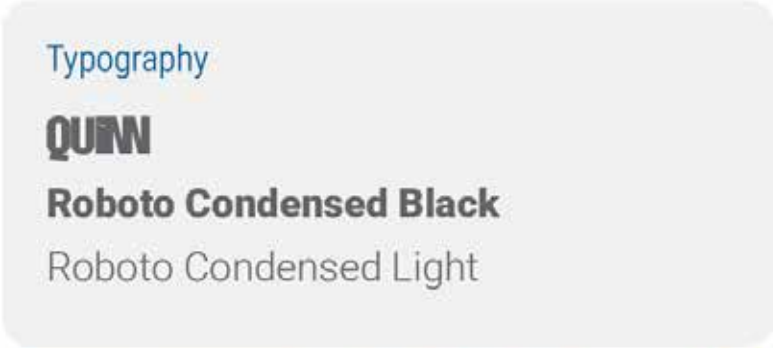 Typography
QUiNN
Roboto Condensed Black
Roboto Condensed Light